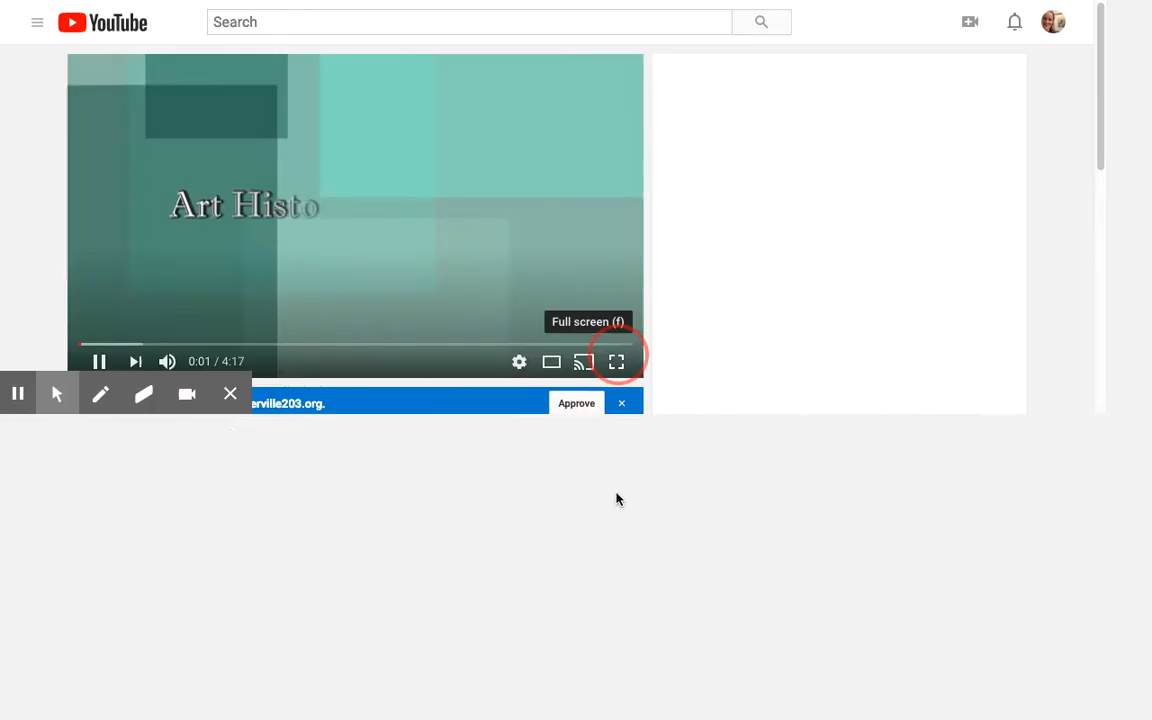 YouTube
Search
Art Histo
Full screen (f)
0:01 / 4:17
erville203.org.
Approve